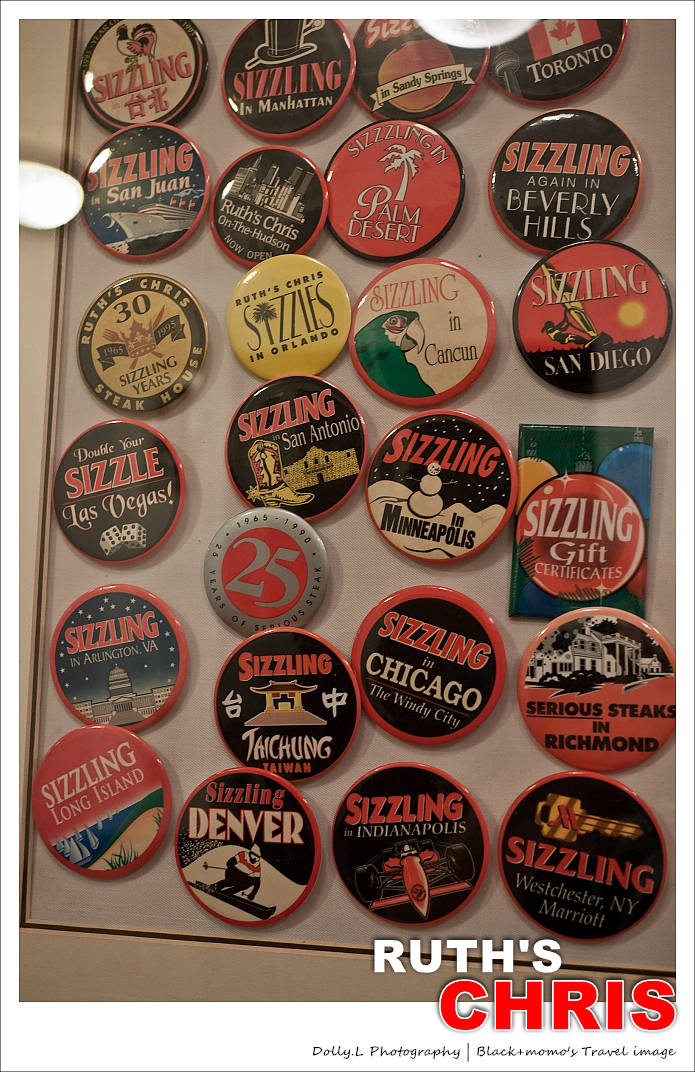 SIZZLING
in
台北
SIZZLING
IN MANHATTAN
Sizzling
in Sandy Springs
TORONTO
SIZZLING
in San Juan
Ruth's Chris
On-The-Hudson
NOW OPEN
SIZZZLING IN
PALM
DESERT
SIZZLING
AGAIN IN
BEVERLY
HILLS
RUTH'S CHRIS
30
1965 1995
SIZZLING
YEARS
STEAK HOUSE
RUTH'S CHRIS
SIZZLES
IN ORLANDO
SIZZLING
in
Cancun
SIZZLING
SAN DIEGO
Double Your
SIZZLE
in
Las Vegas!
SIZZLING
in San Antonio
SIZZLING
in
MINNEAPOLIS
SIZZLING
Gift
CERTIFICATES
• 1965-1990 •
25
25 YEARS OF SERIOUS STEAK
SIZZLING
IN ARLINGTON, VA
SIZZLING
台中
TAICHUNG
TAIWAN
SIZZLING
in
CHICAGO
The Windy City
SERIOUS STEAKS
IN
RICHMOND
SIZZLING
LONG ISLAND
Sizzling
DENVER
SIZZLING
in INDIANAPOLIS
SIZZLING
Westchester, NY
Marriott
RUTH'S
CHRIS
Dolly.L Photography | Black+momo's Travel image